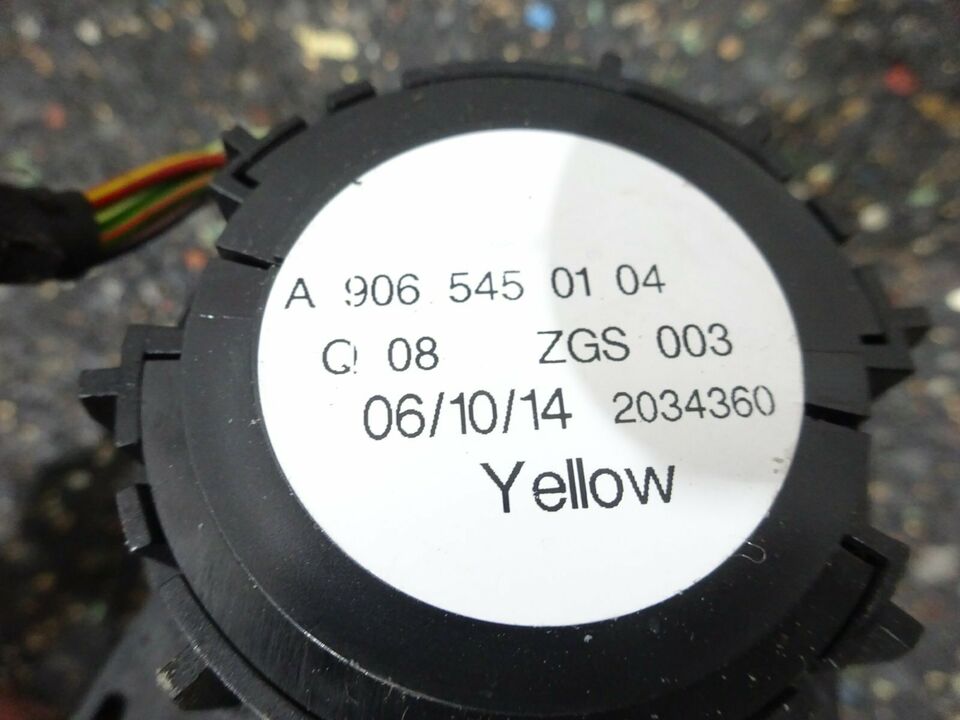 A 906 545 01 04
Q 08 ZGS 003
06/10/14 2034360
Yellow